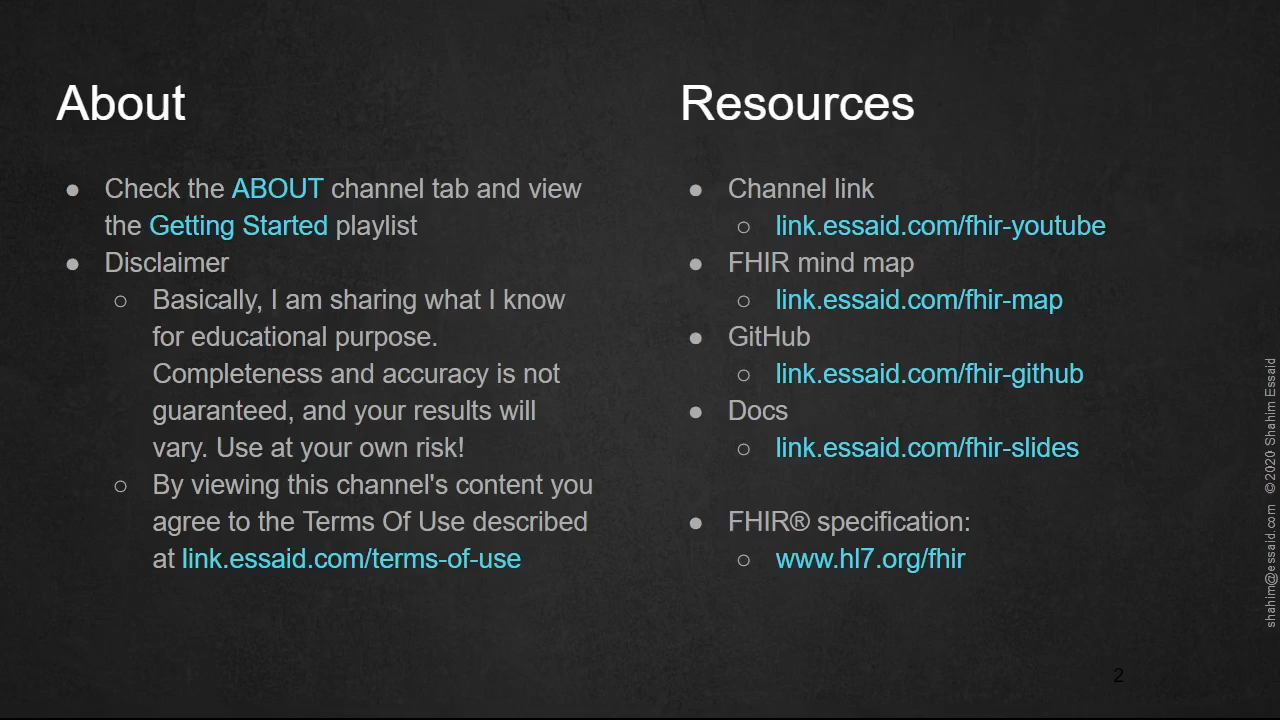 About
● Check the ABOUT channel tab and view
the Getting Started playlist
● Disclaimer
○ Basically, I am sharing what I know
for educational purpose.
Completeness and accuracy is not
guaranteed, and your results will
vary. Use at your own risk!
○ By viewing this channel's content you
agree to the Terms Of Use described
at link.essaid.com/terms-of-use
Resources
● Channel link
○ link.essaid.com/fhir-youtube
● FHIR mind map
○ link.essaid.com/fhir-map
● GitHub
○ link.essaid.com/fhir-github
● Docs
○ link.essaid.com/fhir-slides
● FHIR® specification:
○ www.hl7.org/fhir
shahim@essaid.com ©2020 Shahim Essaid
2